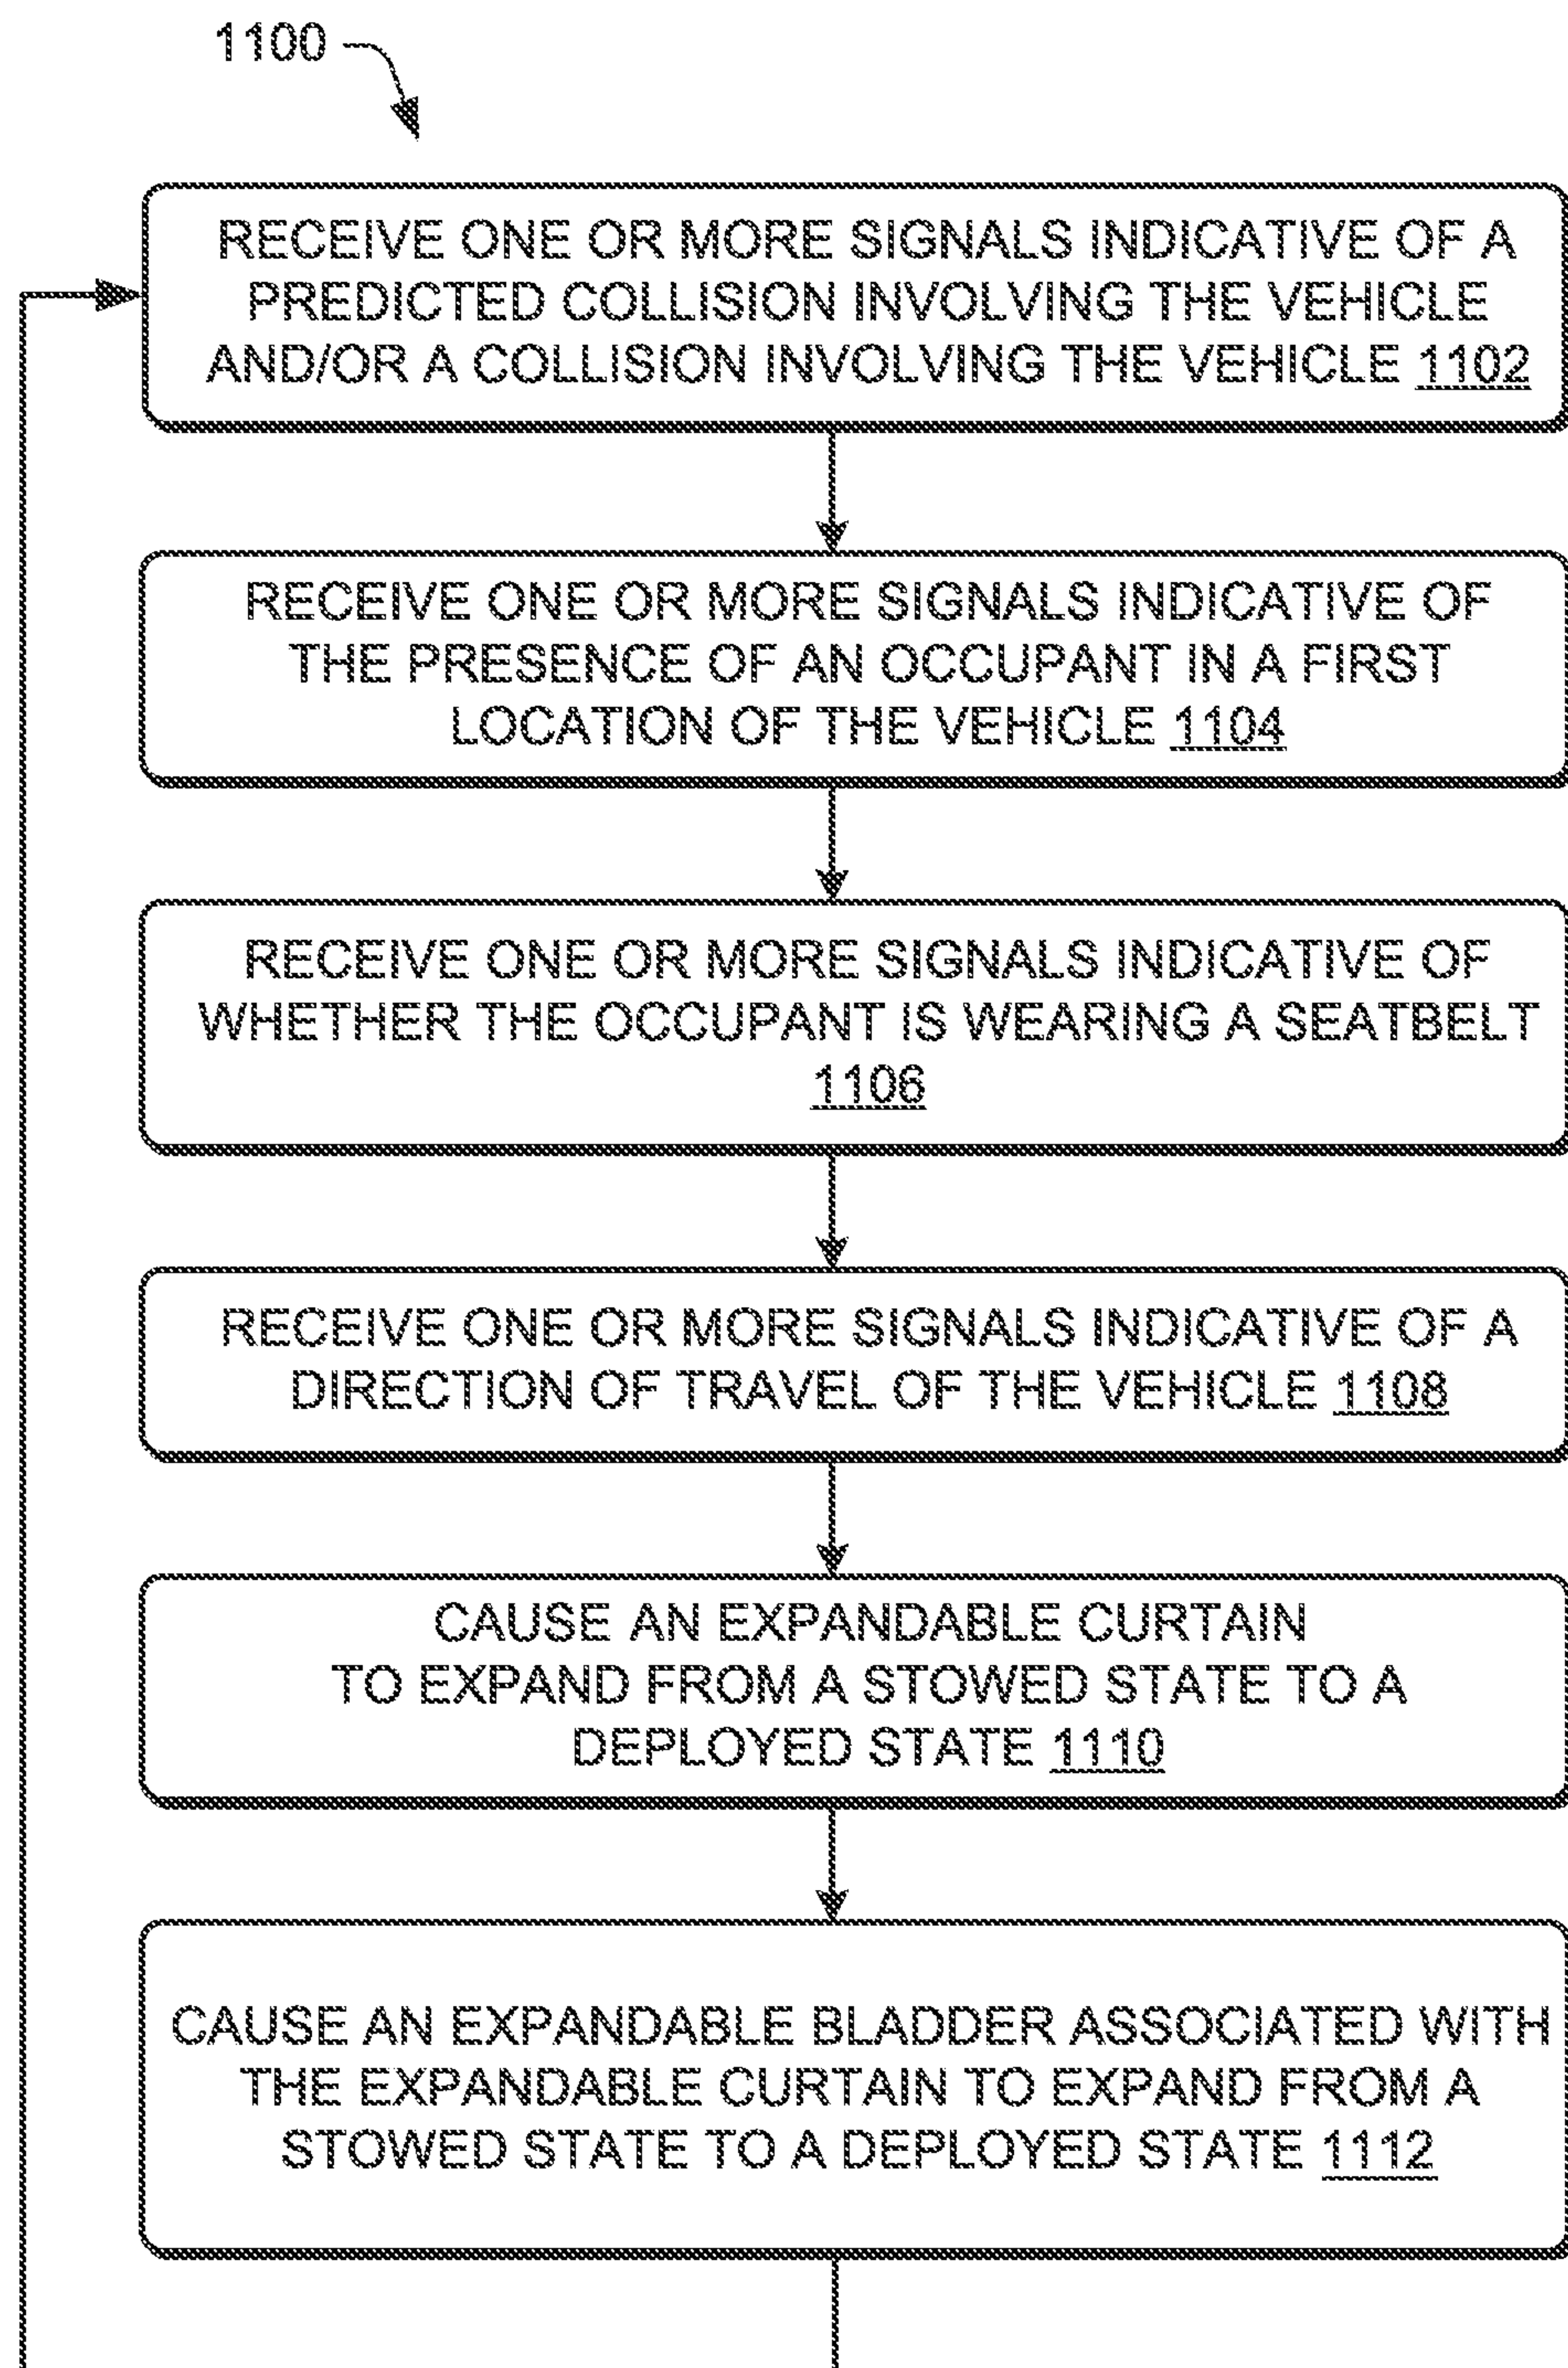 1100
RECEIVE ONE OR MORE SIGNALS INDICATIVE OF A
PREDICTED COLLISION INVOLVING THE VEHICLE
AND/OR A COLLISION INVOLVING THE VEHICLE 1102
RECEIVE ONE OR MORE SIGNALS INDICATIVE OF
THE PRESENCE OF AN OCCUPANT IN A FIRST
LOCATION OF THE VEHICLE 1104
RECEIVE ONE OR MORE SIGNALS INDICATIVE OF
WHETHER THE OCCUPANT IS WEARING A SEATBELT
1106
RECEIVE ONE OR MORE SIGNALS INDICATIVE OF A
DIRECTION OF TRAVEL OF THE VEHICLE 1108
CAUSE AN EXPANDABLE CURTAIN
TO EXPAND FROM A STOWED STATE TO A
DEPLOYED STATE 1110
CAUSE AN EXPANDABLE BLADDER ASSOCIATED WITH
THE EXPANDABLE CURTAIN TO EXPAND FROM A
STOWED STATE TO A DEPLOYED STATE 1112